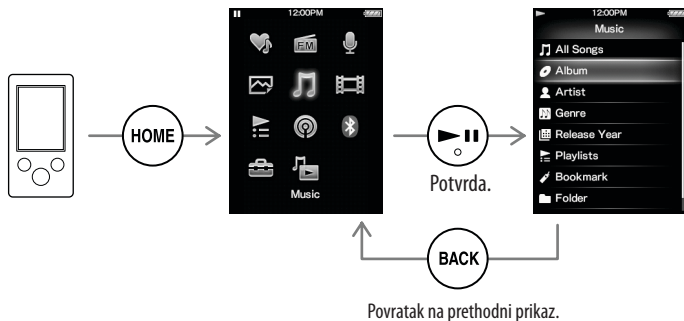 12:00PM
FM
Music
HOME
Potvrda.
12:00PM
Music
All Songs
Album
Artist
Genre
Release Year
Playlists
Bookmark
Folder
BACK
Povratak na prethodni prikaz.